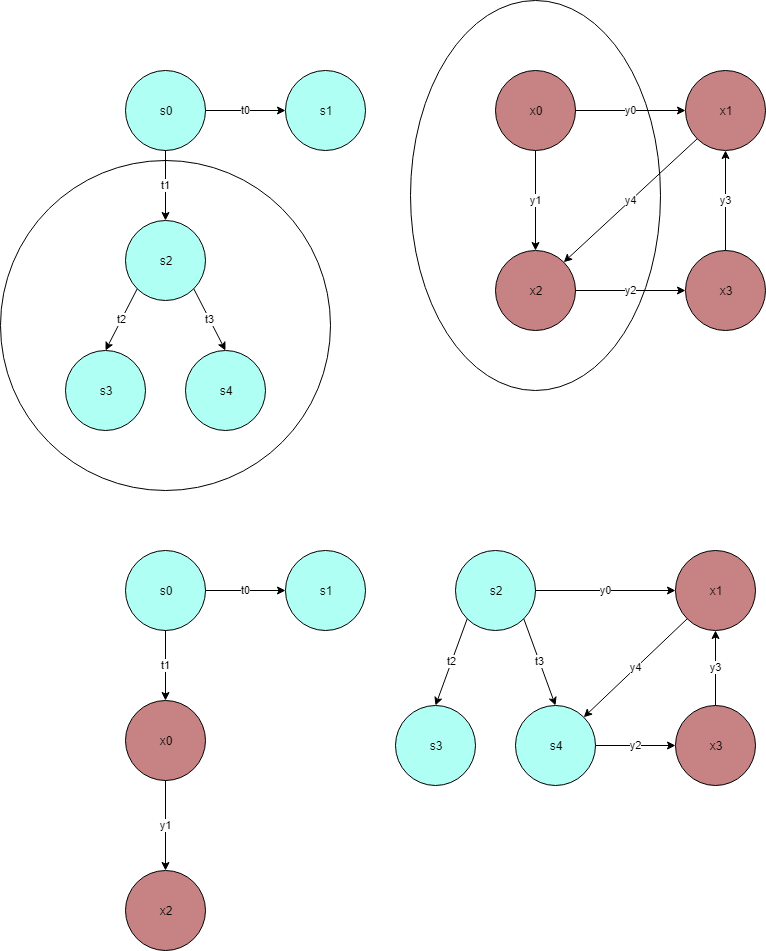 s0 t0 s1
t1
s2
t2 t3
s3 s4
x0 y0 x1
y1 y4 y3
x2 y2 x3
s0 t0 s1
t1
x0
y1
x2
s2 y0 x1
t2 t3 y4 y3
s3 s4 y2 x3